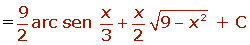 = 9/2 arc sen x/3 + x/2 √(9 − x²) + C